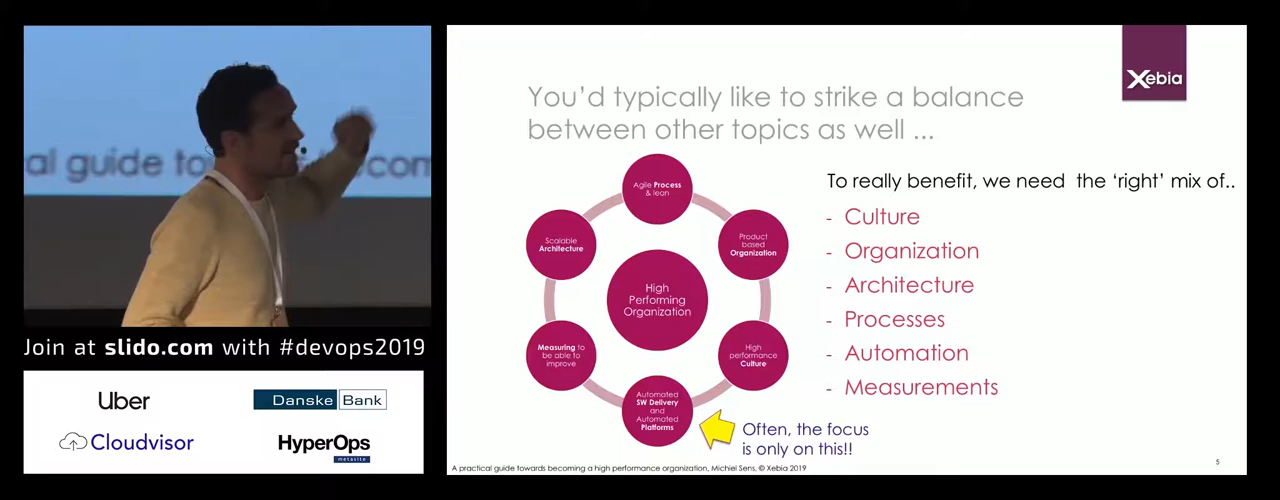 al guide to
com
Join at slido.com with #devops2019
Uber
Danske Bank
Cloudvisor
HyperOps
metasite
Xebia
You'd typically like to strike a balance
between other topics as well ...
Agile Process
& lean
Product
based
Organization
High
performance
Culture
Automated
SW Delivery
and
Automated
Platforms
Measuring to
be able to
improve
Scalable
Architecture
High
Performing
Organization
To really benefit, we need the 'right' mix of..
- Culture
- Organization
- Architecture
- Processes
- Automation
- Measurements
Often, the focus
is only on this!!
A practical guide towards becoming a high performance organization, Michiel Sens, © Xebia 2019
5